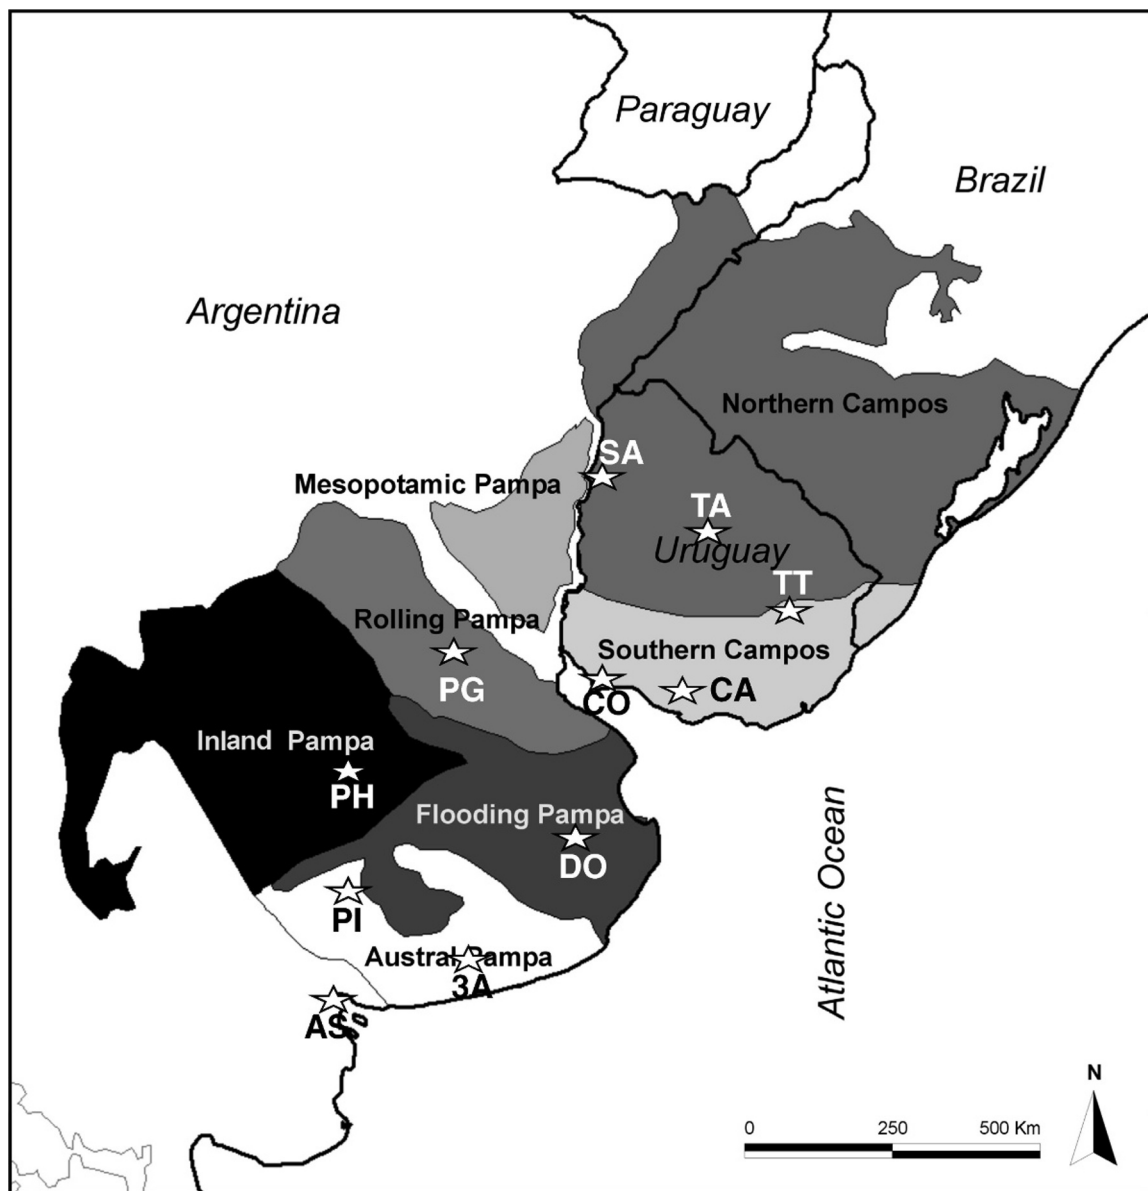 Paraguay
Brazil
Argentina
Northern Campos
SA
Mesopotamic Pampa
TA
Uruguay
TT
Rolling Pampa
Southern Campos
PG
CO
CA
Inland Pampa
PH
Flooding Pampa
DO
Atlantic Ocean
PI
Austral Pampa
3A
AS
N
0 250 500 Km